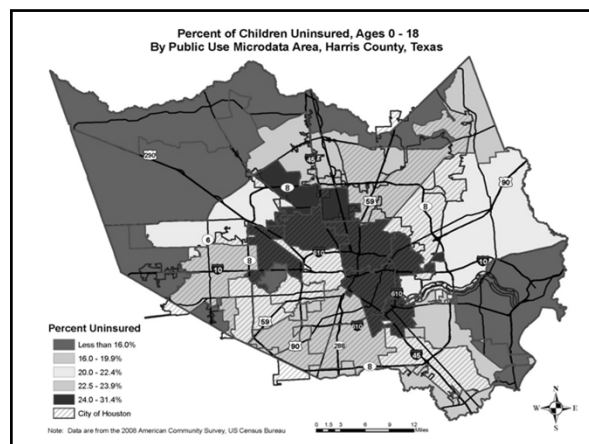 Percent of Children Uninsured, Ages 0 - 18
By Public Use Microdata Area, Harris County, Texas
45
290
8
59
8
90
6
610
10
8
10
610
59
610
90
288
45
8
Percent Uninsured
Less than 16.0%
16.0 - 19.9%
20.0 - 22.4%
22.5 - 23.9%
24.0 - 31.4%
City of Houston
N
W
E
S
0 1.5 3 6 9 12
Miles
Note: Data are from the 2008 American Community Survey, US Census Bureau